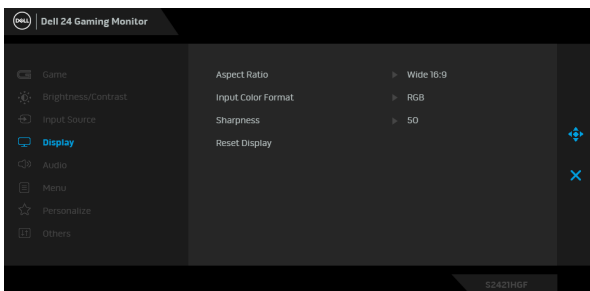 DELL
Dell 24 Gaming Monitor
Game
Brightness/Contrast
Input Source
Display
Audio
Menu
Personalize
Others
Aspect Ratio Wide 16:9
Input Color Format RGB
Sharpness 50
Reset Display
S2421HGF